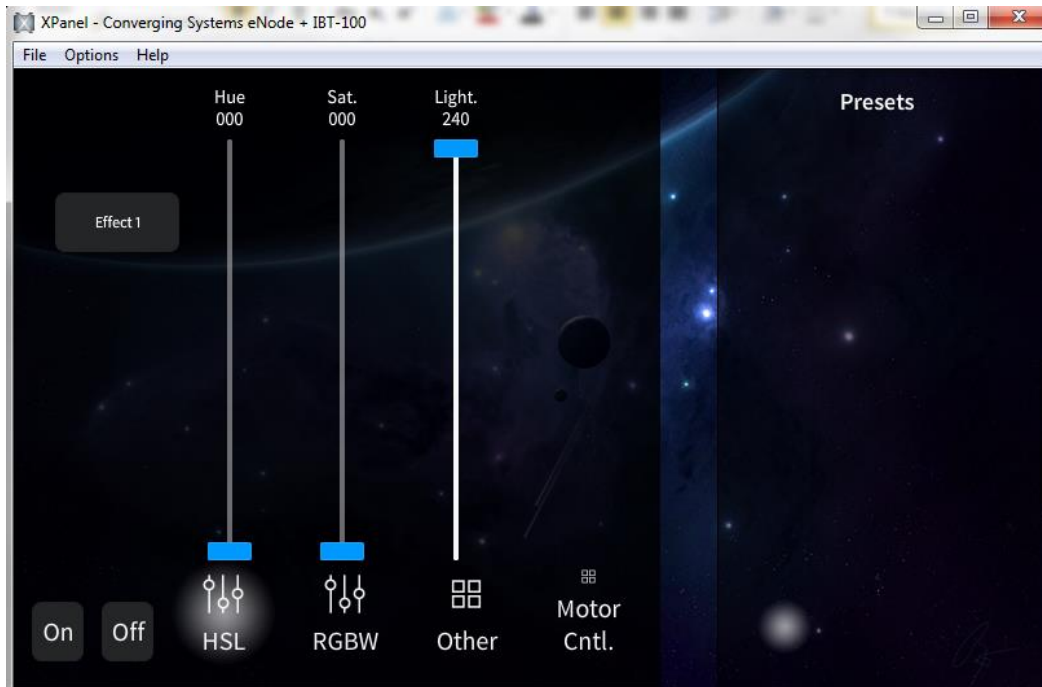 XPanel - Converging Systems eNode + IBT-100
File Options Help
Hue
000
Sat.
000
Light.
240
Presets
Effect 1
On
Off
HSL
RGBW
Other
Motor
Cntl.